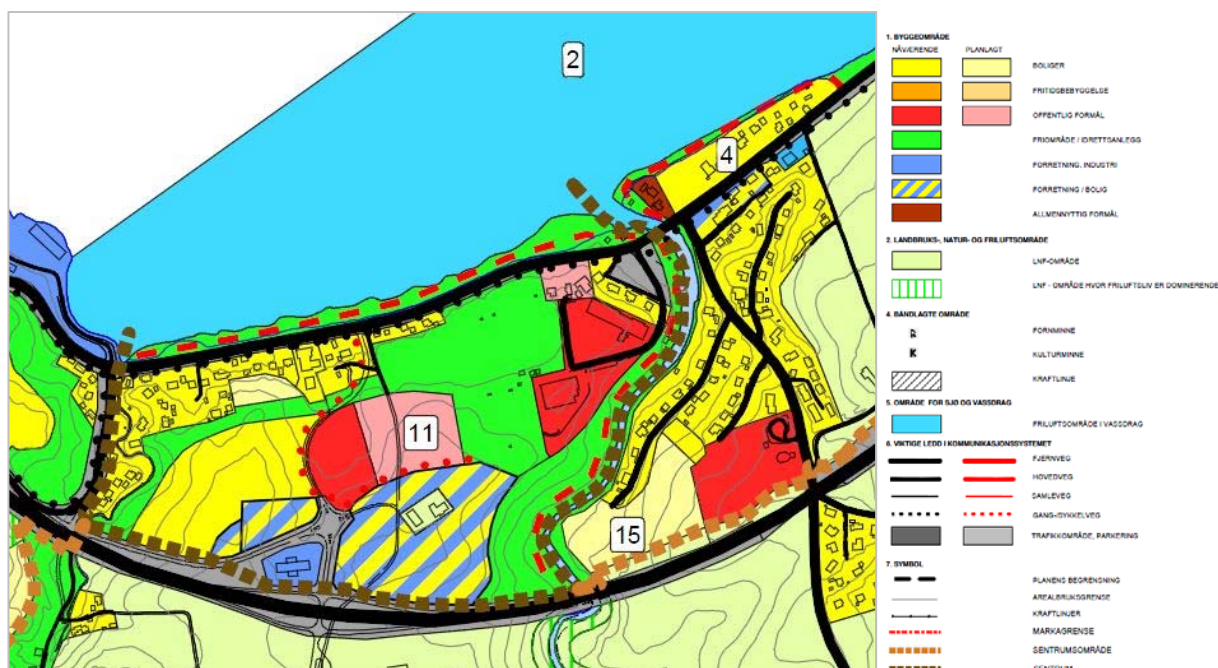 2
4
11
15
1. BYGGEOMRÅDE
NÅVÆRENDE PLANLAGT
BOLIGER
FRITIDSBEBYGGELSE
OFFENTLIG FORMÅL
FRIOMRÅDE / IDRETTSANLEGG
FORRETNING, INDUSTRI
FORRETNING / BOLIG
ALLMENNYTTIG FORMÅL
2. LANDBRUKS-, NATUR- OG FRILUFTSOMRÅDE
LNF-OMRÅDE
LNF - OMRÅDE HVOR FRILUFTSLIV ER DOMINERENDE
4. BANDLAGTE OMRÅDE
R FORNMINNE
K KULTURMINNE
KRAFTLINJE
5. OMRÅDE FOR SJØ OG VASSDRAG
FRILUFTSOMRÅDE I VASSDRAG
6. VIKTIGE LEDD I KOMMUNIKASJONSSYSTEMET
FJERNVEG
HOVEDVEG
SAMLEVEG
GANG-/SYKKELVEG
TRAFIKKOMRÅDE, PARKERING
7. SYMBOL
PLANENS BEGRENSNING
AREALBRUKSGRENSE
KRAFTLINJER
MARKAGRENSE
SENTRUMSOMRÅDE